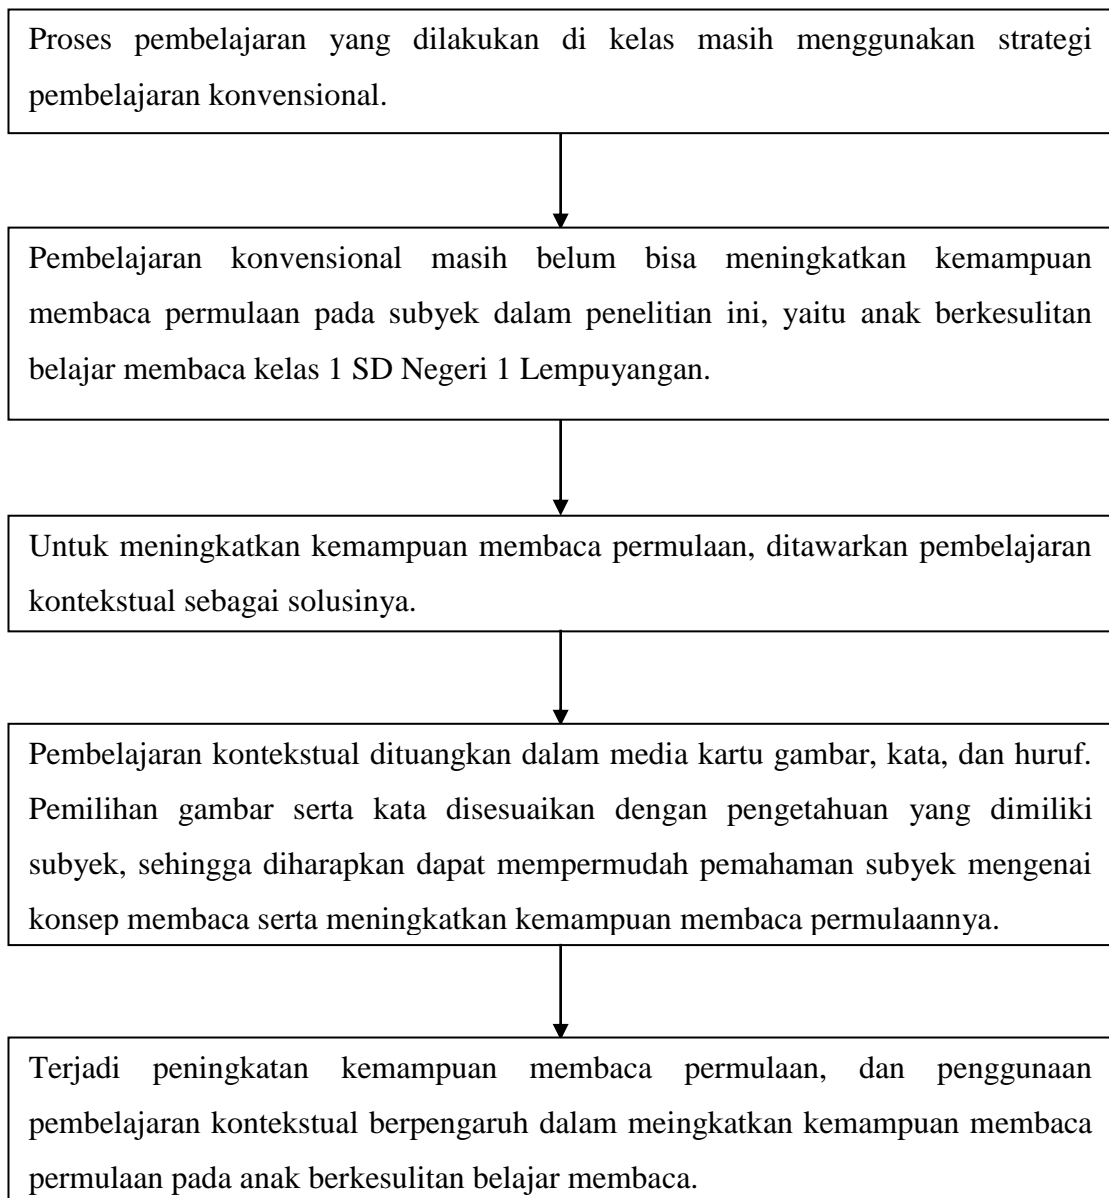 Proses pembelajaran yang dilakukan di kelas masih menggunakan strategi
pembelajaran konvensional.
Pembelajaran konvensional masih belum bisa meningkatkan kemampuan
membaca permulaan pada subyek dalam penelitian ini, yaitu anak berkesulitan
belajar membaca kelas 1 SD Negeri 1 Lempuyangan.
Untuk meningkatkan kemampuan membaca permulaan, ditawarkan pembelajaran
kontekstual sebagai solusinya.
Pembelajaran kontekstual dituangkan dalam media kartu gambar, kata, dan huruf.
Pemilihan gambar serta kata disesuaikan dengan pengetahuan yang dimiliki
subyek, sehingga diharapkan dapat mempermudah pemahaman subyek mengenai
konsep membaca serta meningkatkan kemampuan membaca permulaannya.
Terjadi peningkatan kemampuan membaca permulaan, dan penggunaan
pembelajaran kontekstual berpengaruh dalam meingkatkan kemampuan membaca
permulaan pada anak berkesulitan belajar membaca.